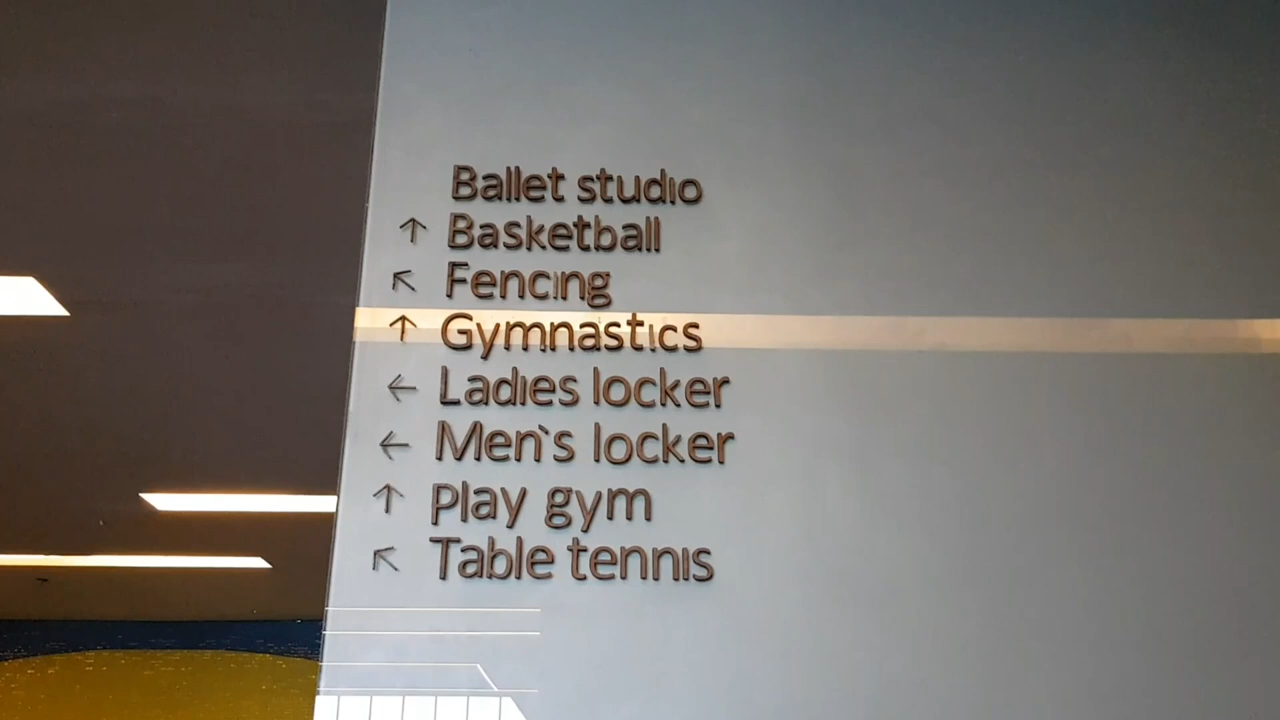 Ballet studio
↑ Basketball
↖ Fencing
↑ Gymnastics
← Ladies locker
← Men`s locker
↑ Play gym
↖ Table tennis